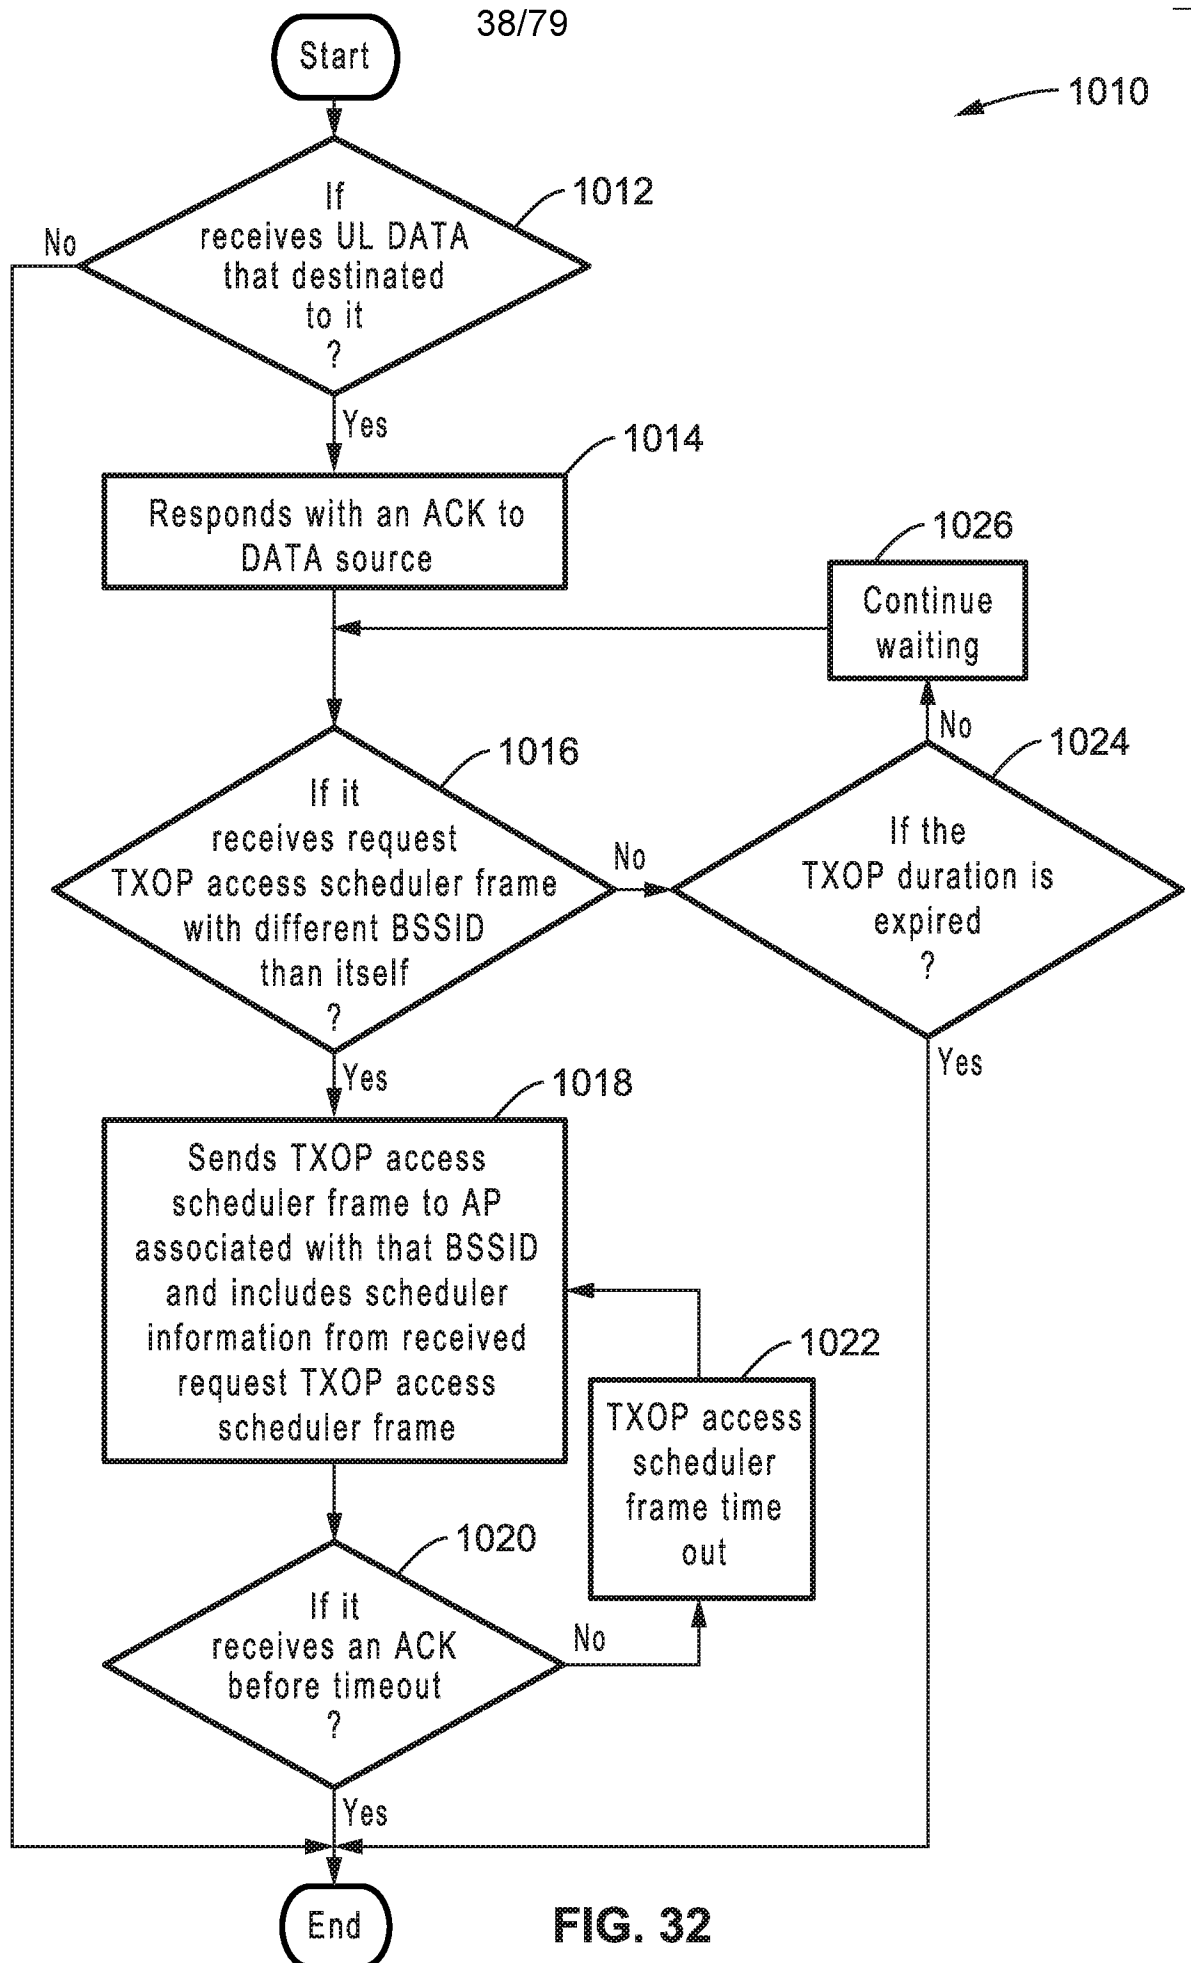 38/79
Start
1010
1012
If
receives UL DATA
that destinated
to it
?
No
Yes
1014
Responds with an ACK to
DATA source
1026
Continue
waiting
No
1016
If it
receives request
TXOP access scheduler frame
with different BSSID
than itself
?
No
1024
If the
TXOP duration is
expired
?
Yes
Yes
1018
Sends TXOP access
scheduler frame to AP
associated with that BSSID
and includes scheduler
information from received
request TXOP access
scheduler frame
1022
TXOP access
scheduler
frame time
out
1020
If it
receives an ACK
before timeout
?
No
Yes
End
FIG. 32